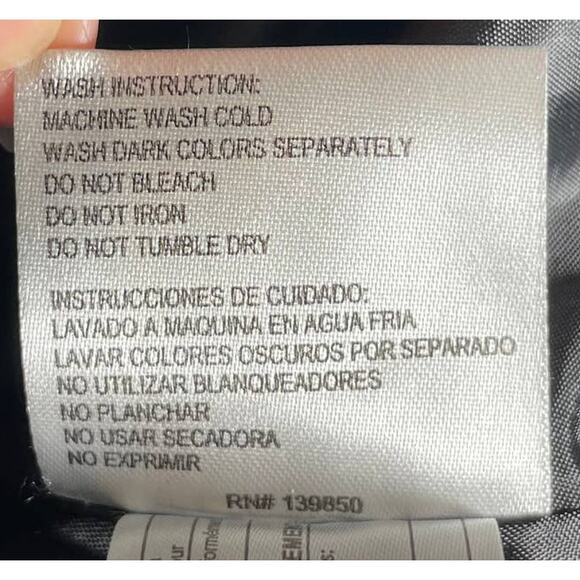 WASH INSTRUCTION:
MACHINE WASH COLD
WASH DARK COLORS SEPARATELY
DO NOT BLEACH
DO NOT IRON
DO NOT TUMBLE DRY
INSTRUCCIONES DE CUIDADO:
LAVADO A MAQUINA EN AGUA FRIA
LAVAR COLORES OSCUROS POR SEPARADO
NO UTILIZAR BLANQUEADORES
NO PLANCHAR
NO USAR SECADORA
NO EXPRIMIR
RN# 139850